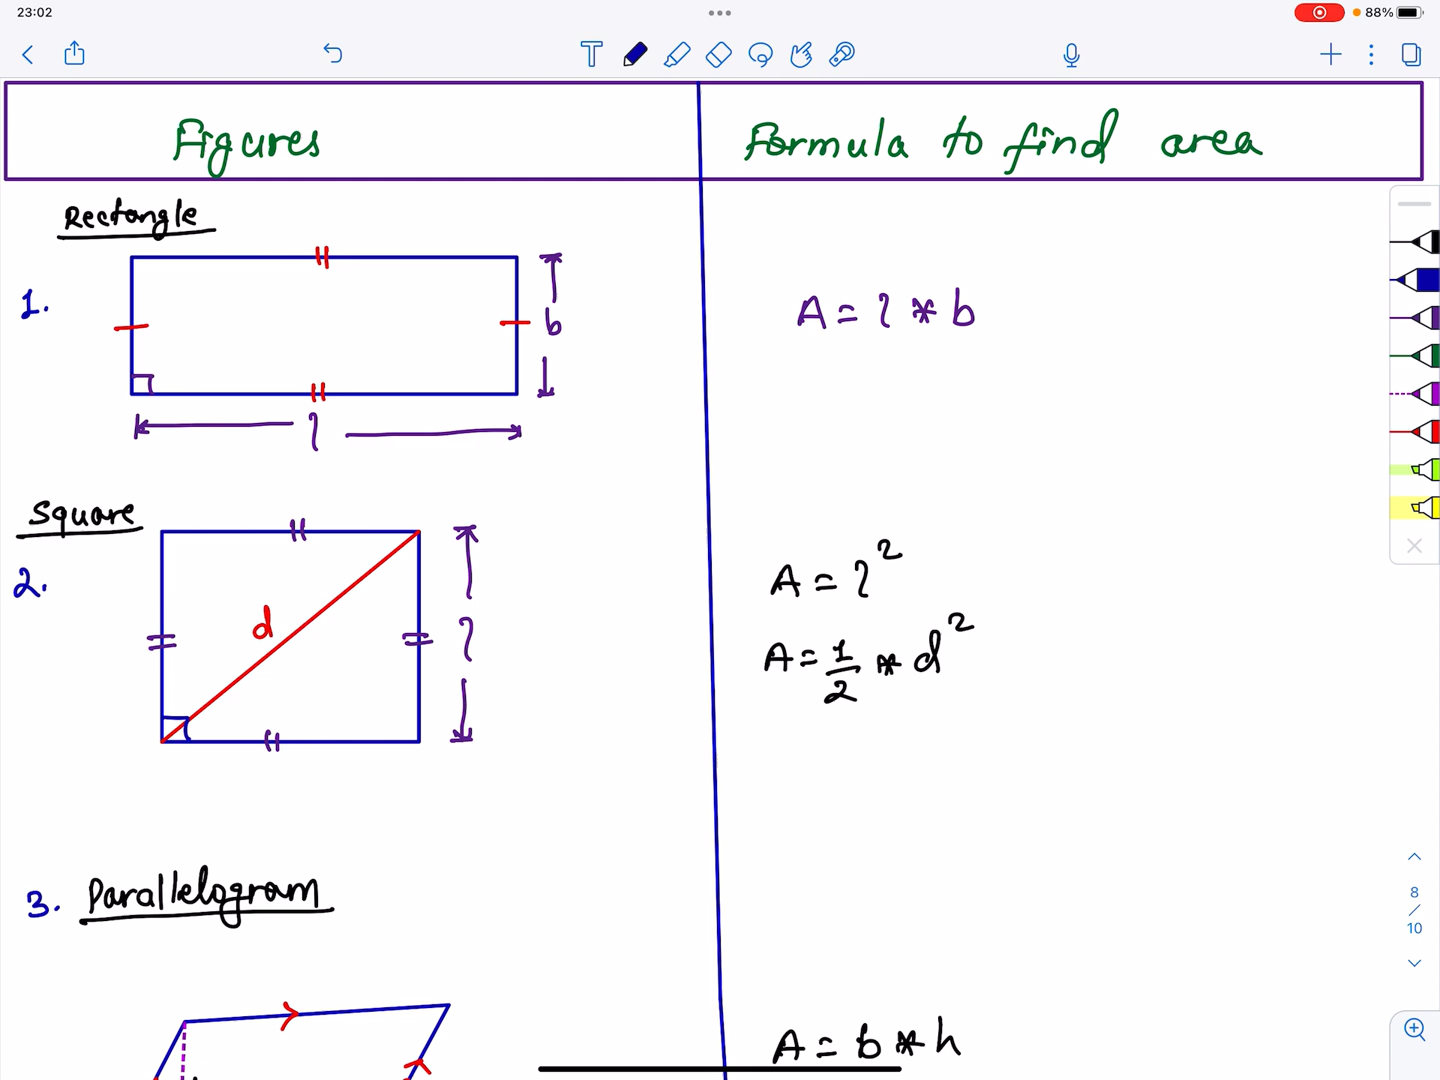 23:02
88%
T
Figures
Formula to find area
Rectangle
1.
b
A = l * b
l
Square
2.
d
l
A = l²
A = 1/2 * d²
3. Parallelogram
8
/
10
A = b * h